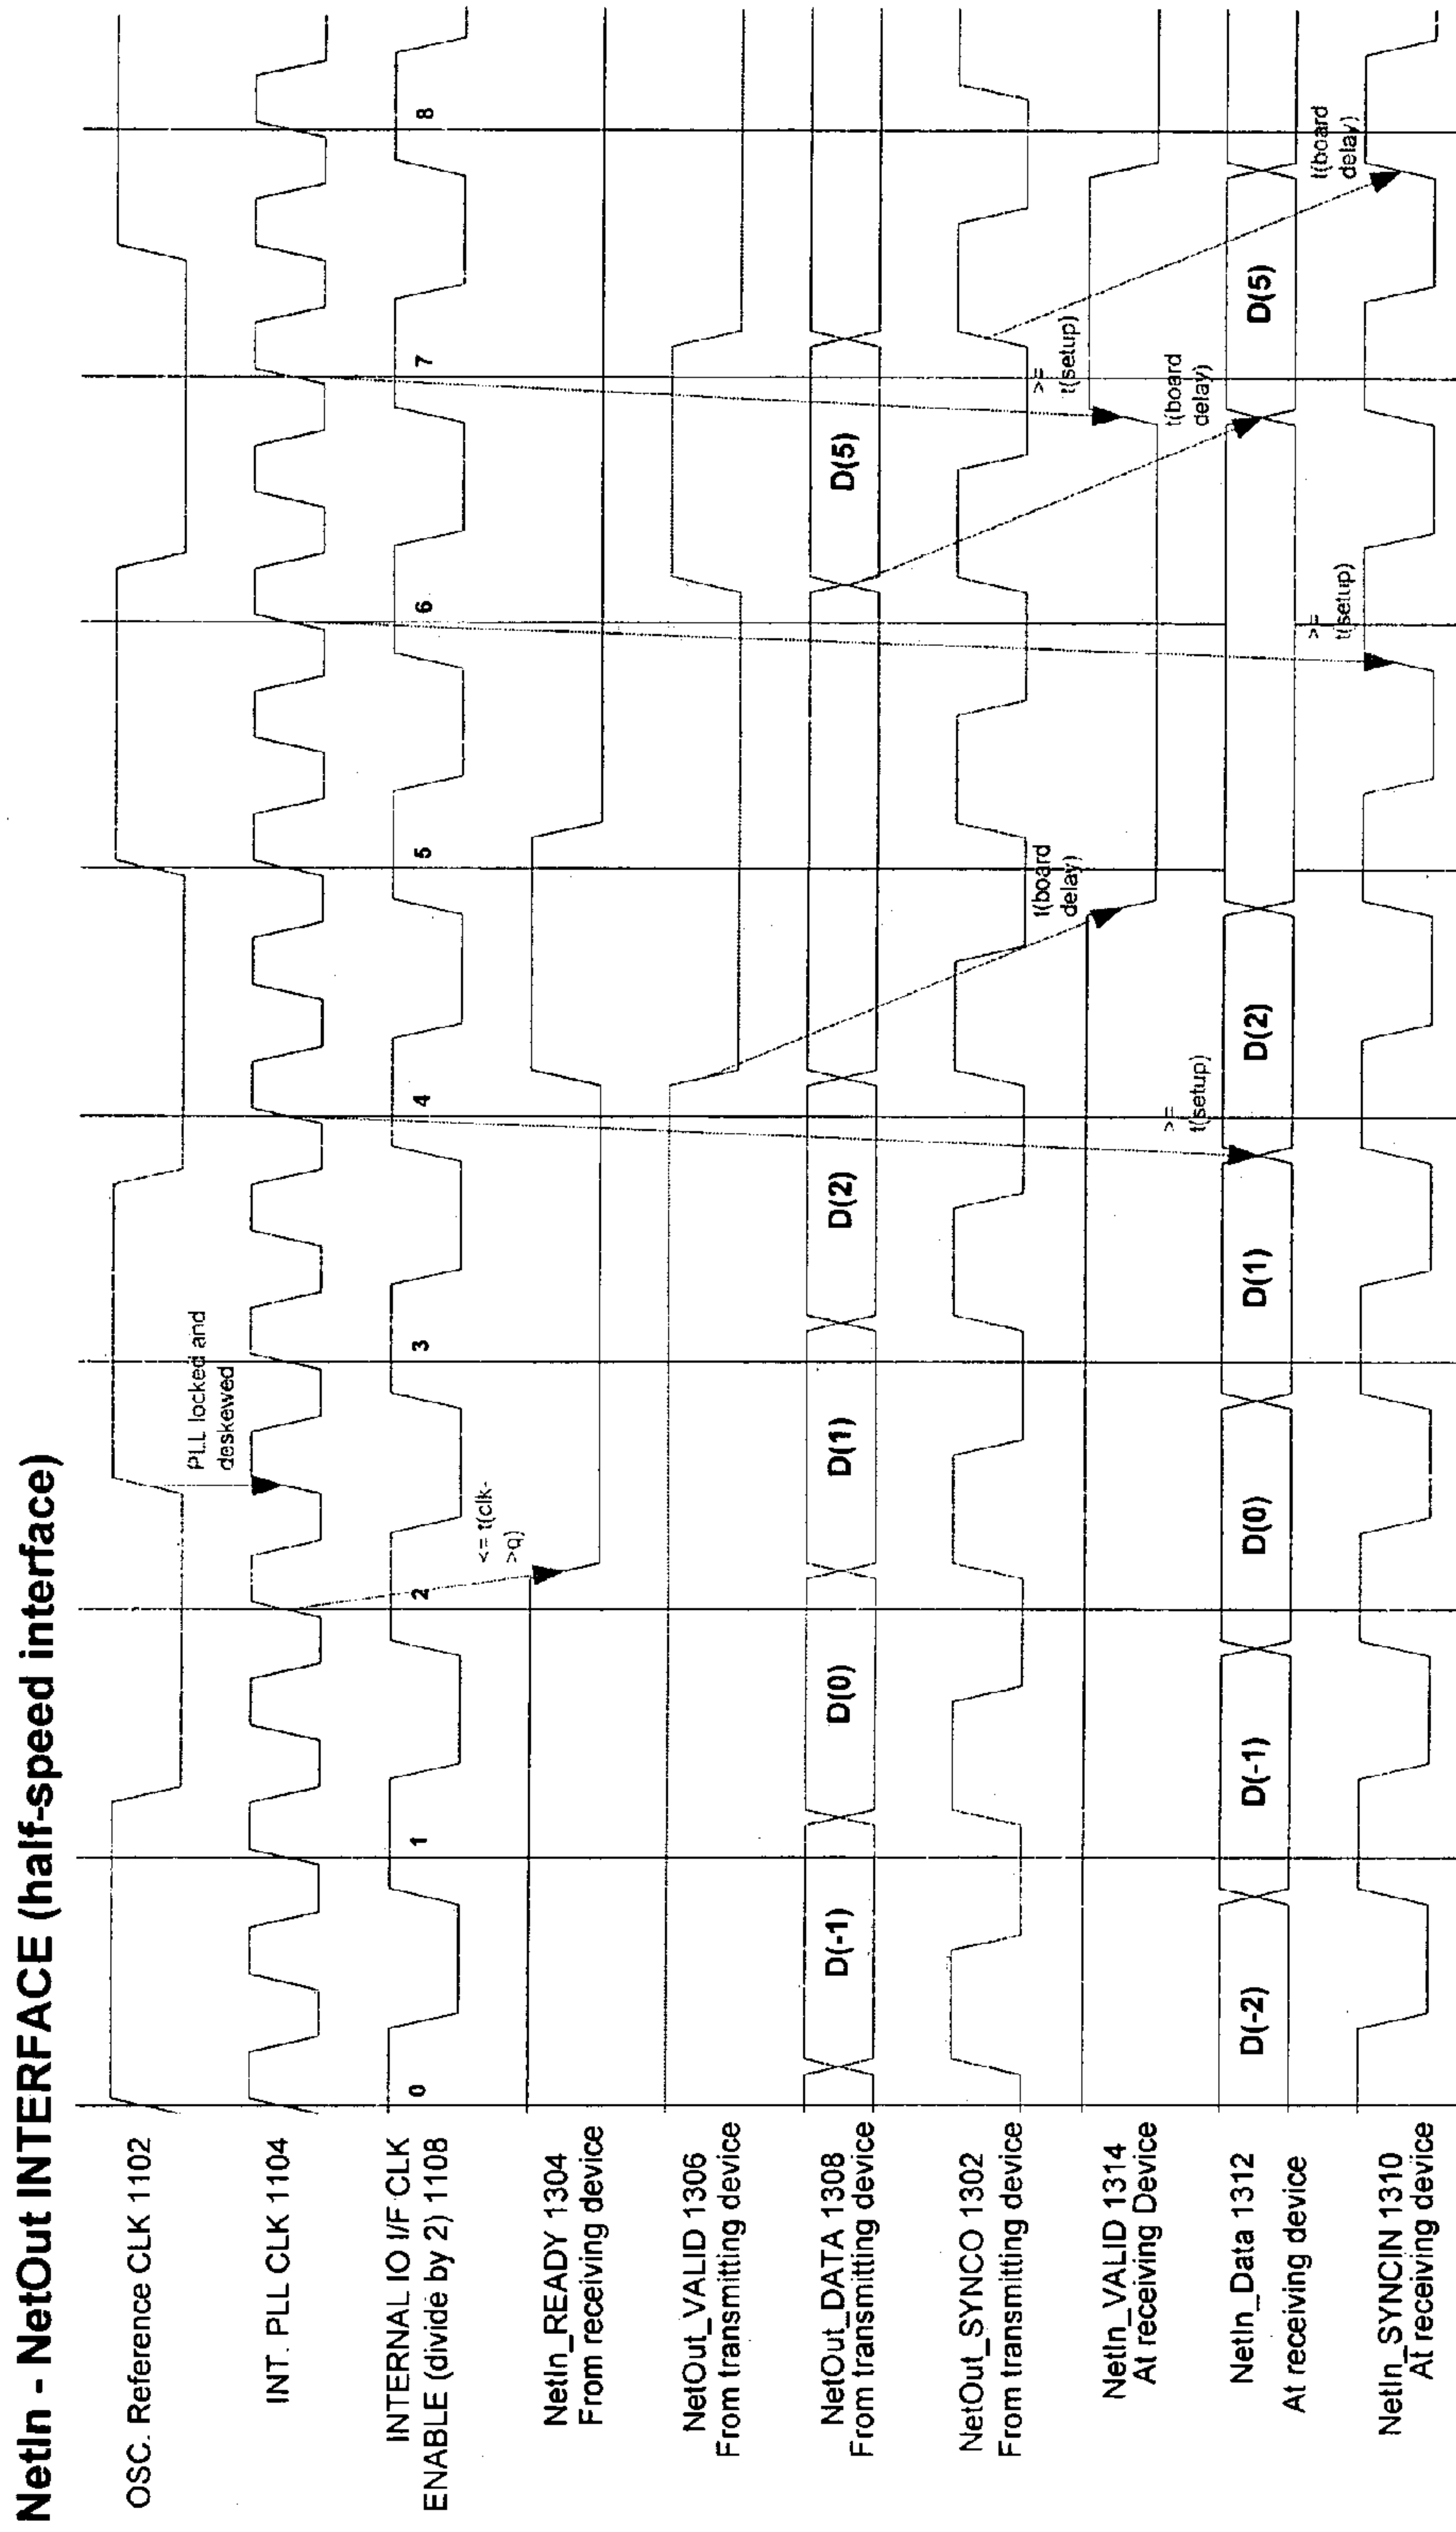 NetIn - NetOut INTERFACE (half-speed interface)
OSC. Reference CLK 1102
PLL locked and
deskewed
INT. PLL CLK 1104
INTERNAL IO I/F CLK
ENABLE (divide by 2) 1108
0 1 2 3 4 5 6 7 8
<= t(clk-
>q)
NetIn_READY 1304
From receiving device
NetOut_VALID 1306
From transmitting device
NetOut_DATA 1308
From transmitting device
D(-1) D(0) D(1) D(2) D(5)
NetOut_SYNCO 1302
From transmitting device
t(board
delay)
>=
t(setup)
NetIn_VALID 1314
At receiving Device
>=
t(setup)
t(board
delay)
NetIn_Data 1312
At receiving device
D(-2) D(-1) D(0) D(1) D(2) D(5)
>=
t(setup)
t(board
delay)
NetIn_SYNCIN 1310
At receiving device